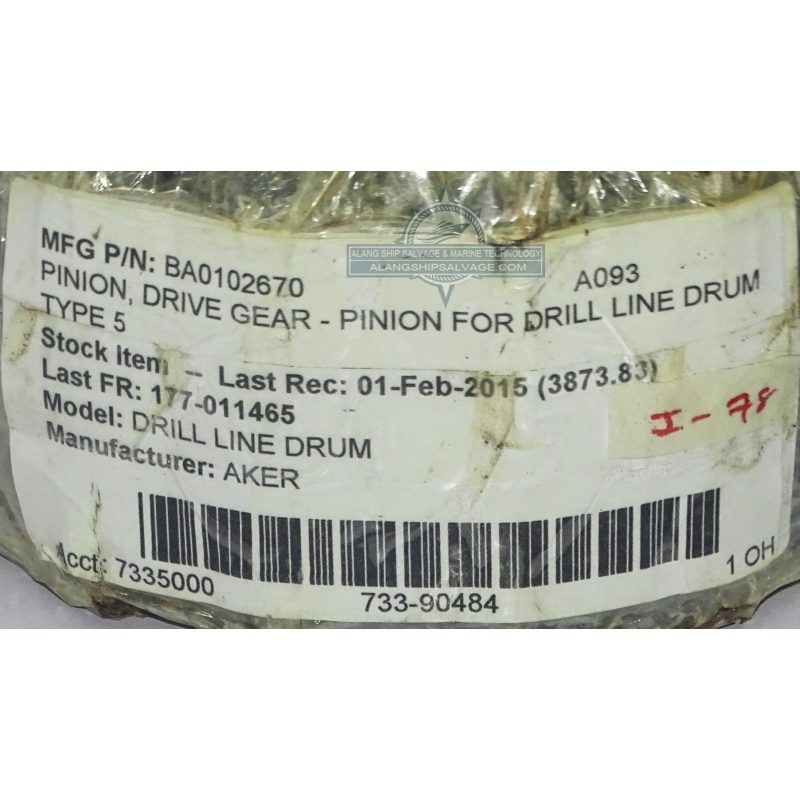 ALANG SHIP SALVAGE & MARINE TECHNOLOGY
ALANGSHIPSALVAGE.COM
MFG P/N: BA0102670 A093
PINION, DRIVE GEAR - PINION FOR DRILL LINE DRUM
TYPE 5
Stock Item – Last Rec: 01-Feb-2015 (3873.83)
Last FR: 177-011465
I-78
Model: DRILL LINE DRUM
Manufacturer: AKER
Acct: 7335000
733-90484
1 OH